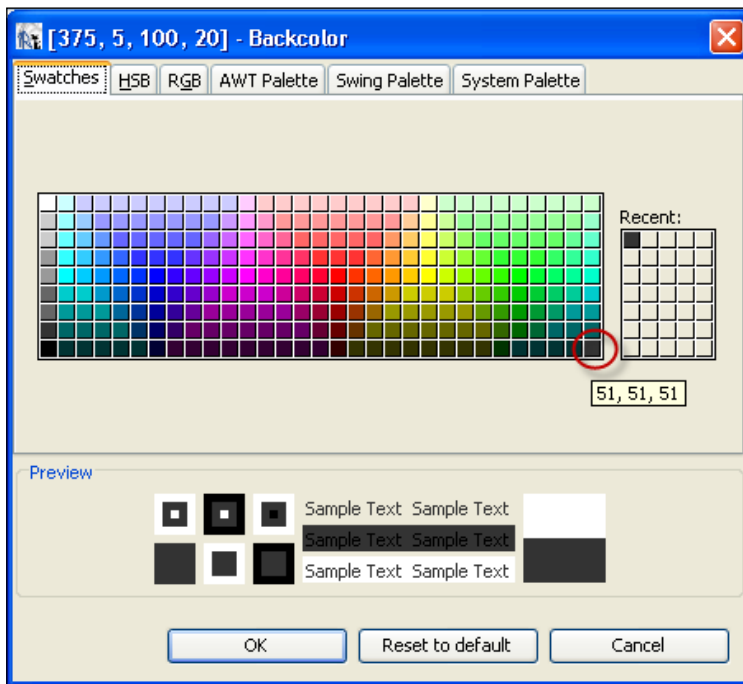 [375, 5, 100, 20] - Backcolor
Swatches HSB RGB AWT Palette Swing Palette System Palette
Recent:
51, 51, 51
Preview
Sample Text Sample Text
Sample Text Sample Text
Sample Text Sample Text
OK Reset to default Cancel